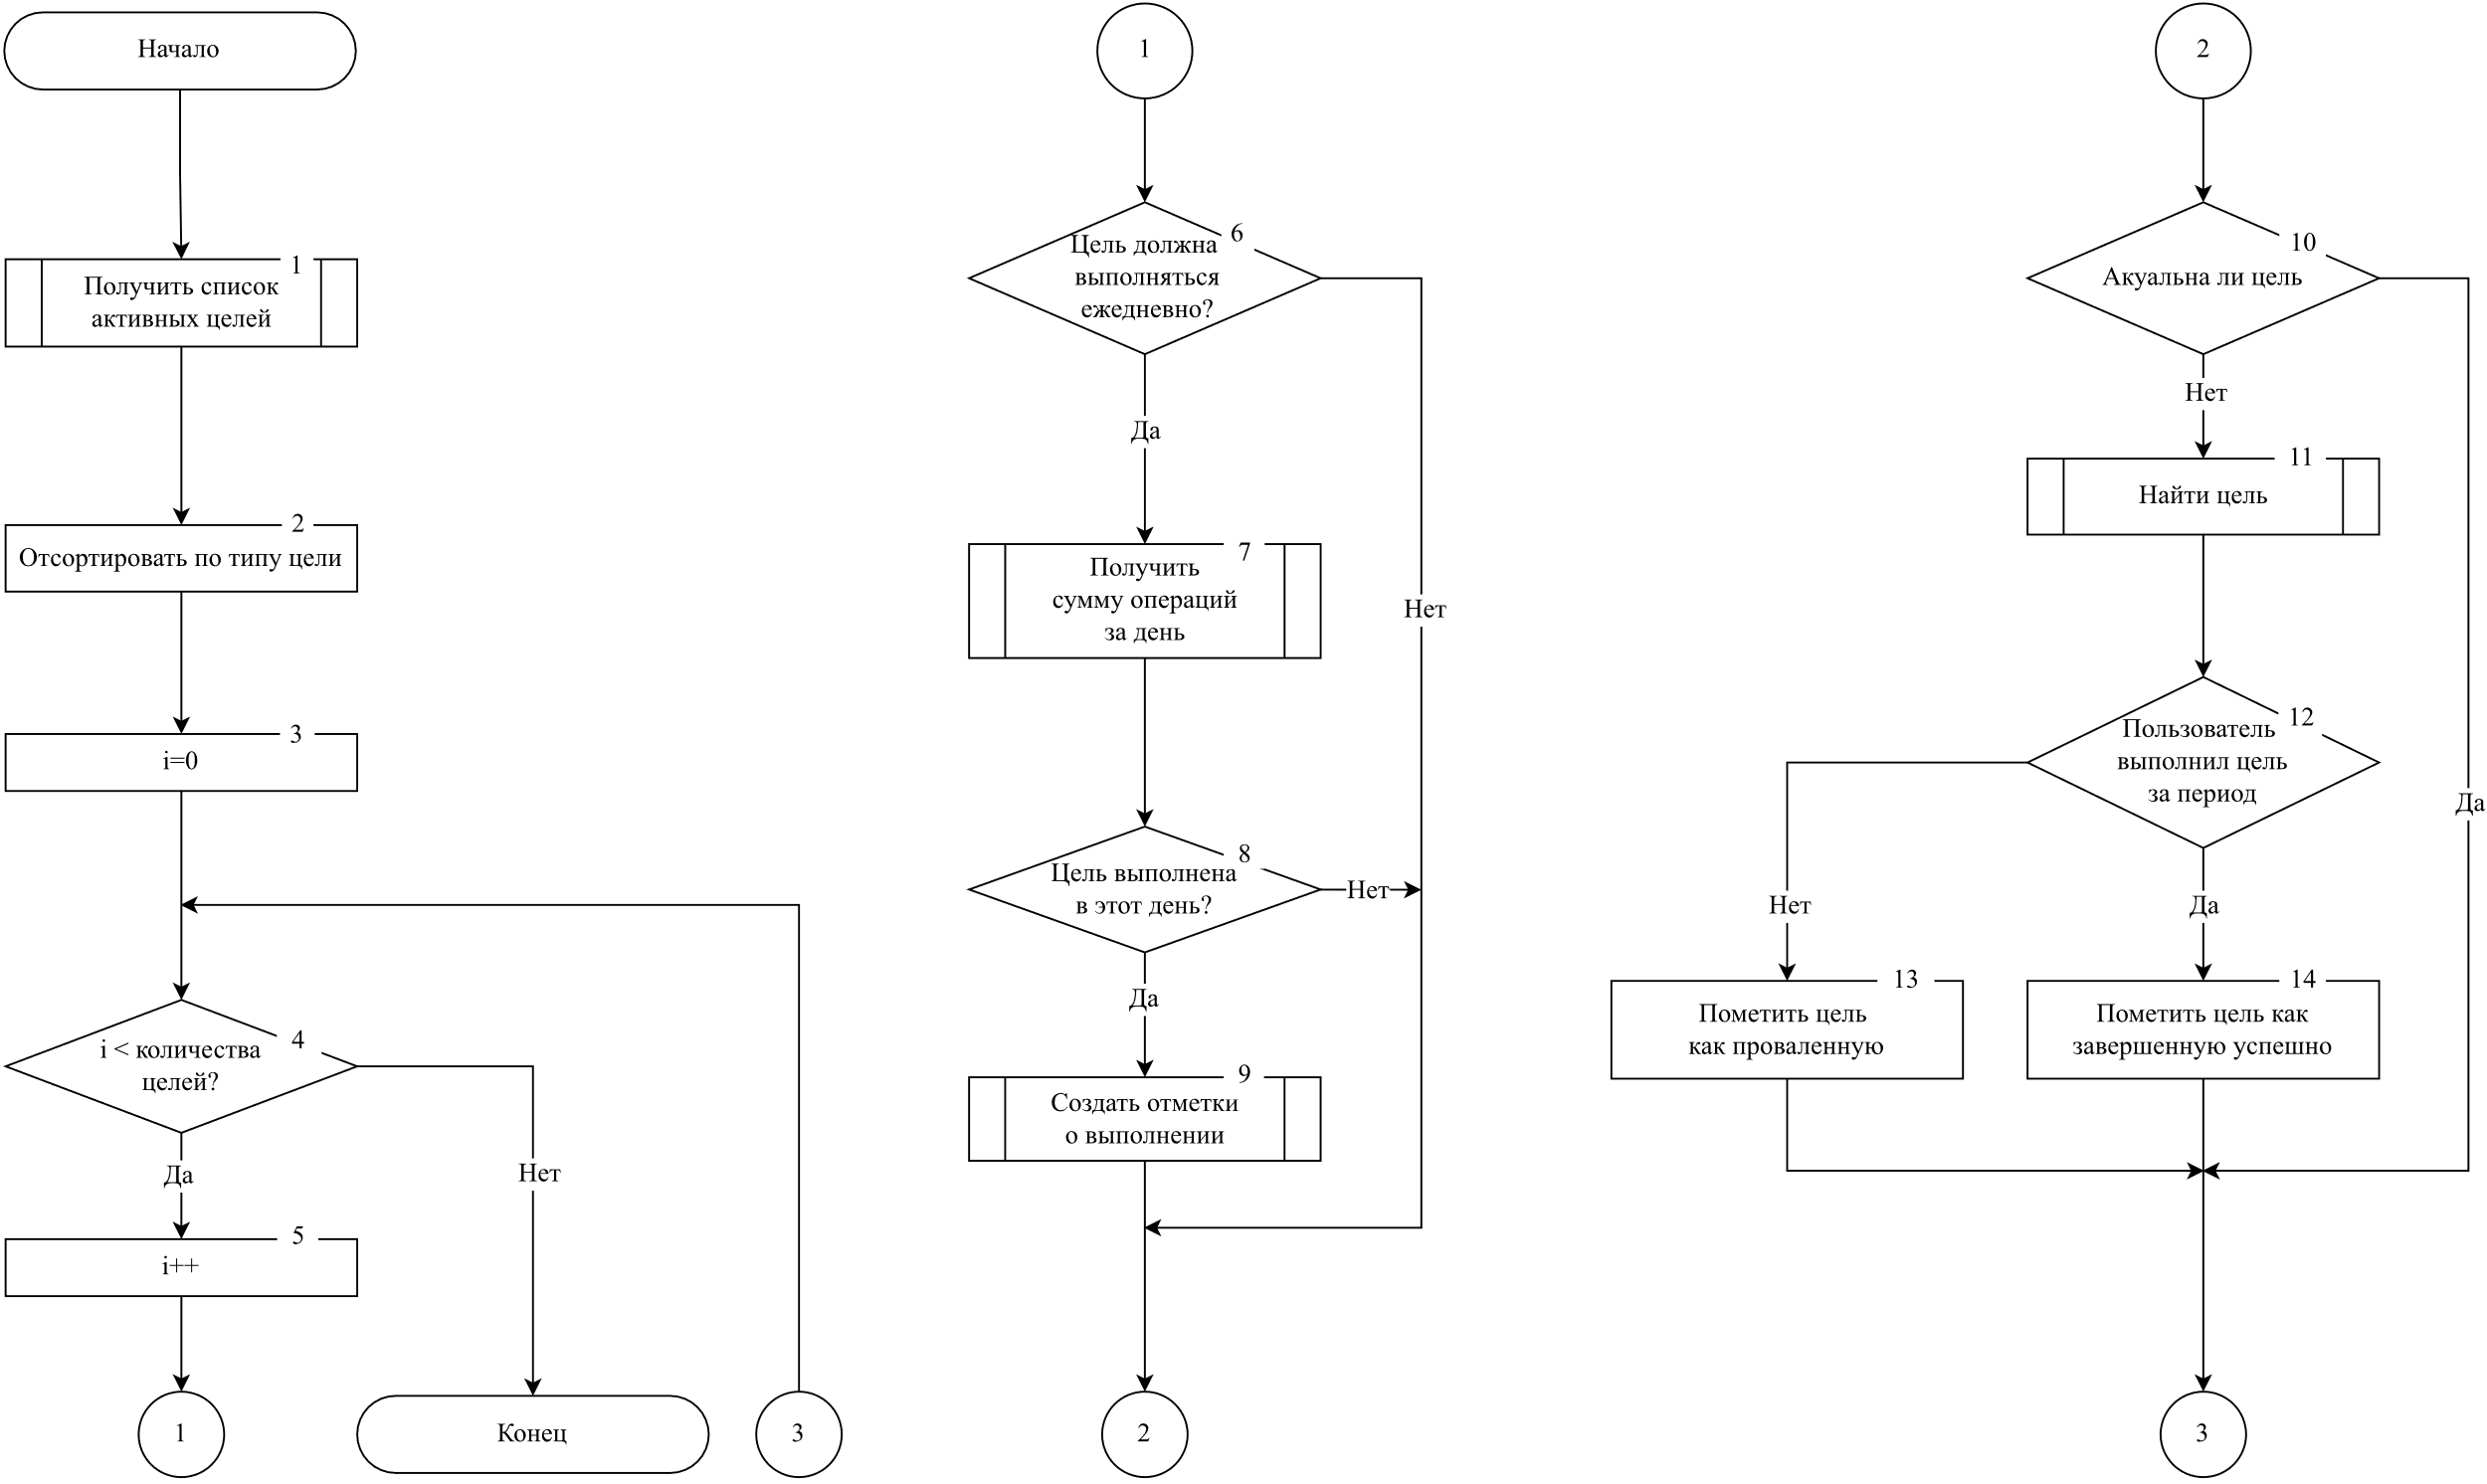 Начало
1
Получить список
активных целей
2
Отсортировать по типу цели
3
i=0
4
i < количества
целей?
Да
Нет
5
i++
1
Конец
3
1
6
Цель должна
выполняться
ежедневно?
Да
Нет
7
Получить
сумму операций
за день
8
Цель выполнена
в этот день?
Нет
Да
9
Создать отметки
о выполнении
2
2
10
Акуальна ли цель
Нет
Да
11
Найти цель
12
Пользователь
выполнил цель
за период
Нет
Да
13
Пометить цель
как проваленную
14
Пометить цель как
завершенную успешно
3